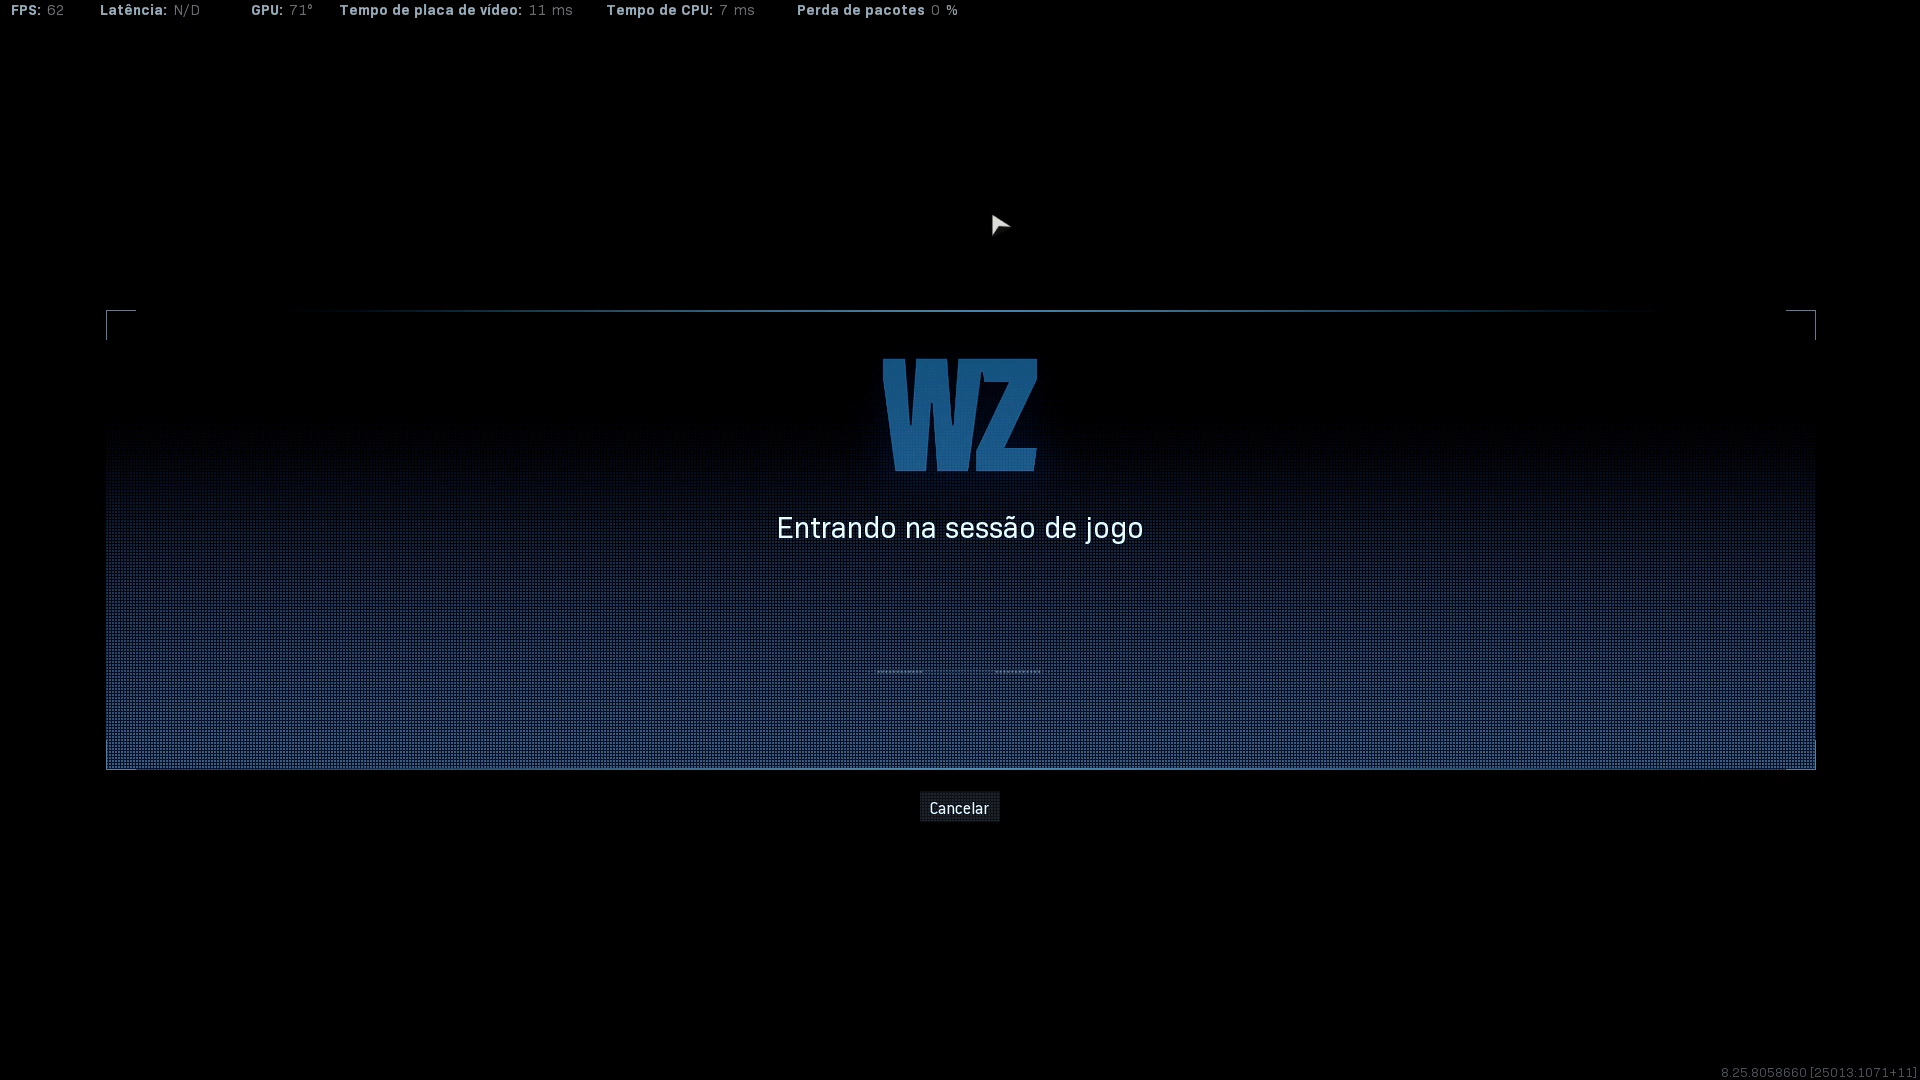 FPS: 62 Latência: N/D GPU: 71° Tempo de placa de vídeo: 11 ms Tempo de CPU: 7 ms Perda de pacotes 0 %
WZ
Entrando na sessão de jogo
Cancelar
8.25.8058660 [25013:1071+11]